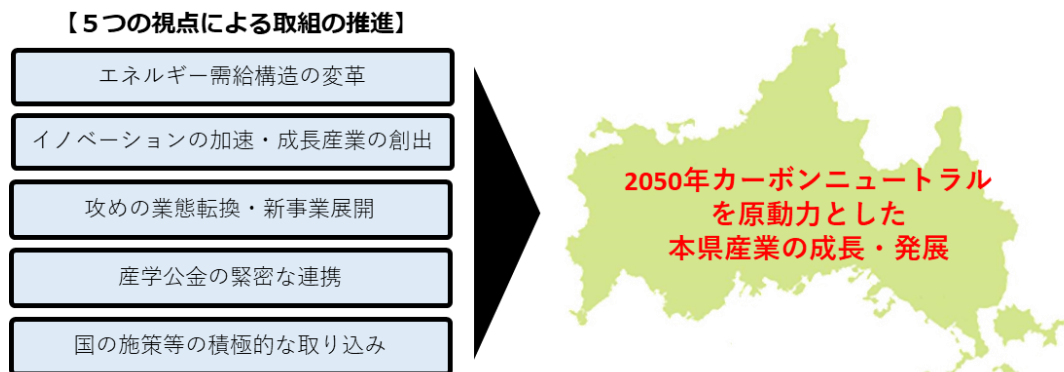 【５つの視点による取組の推進】
エネルギー需給構造の変革
イノベーションの加速・成長産業の創出
攻めの業態転換・新事業展開
産学公金の緊密な連携
国の施策等の積極的な取り込み
2050年カーボンニュートラル
を原動力とした
本県産業の成長・発展